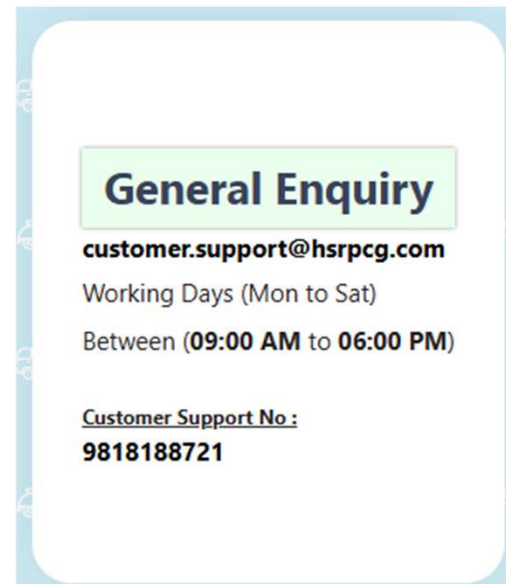 General Enquiry
customer.support@hsrpcg.com
Working Days (Mon to Sat)
Between (09:00 AM to 06:00 PM)
Customer Support No :
9818188721